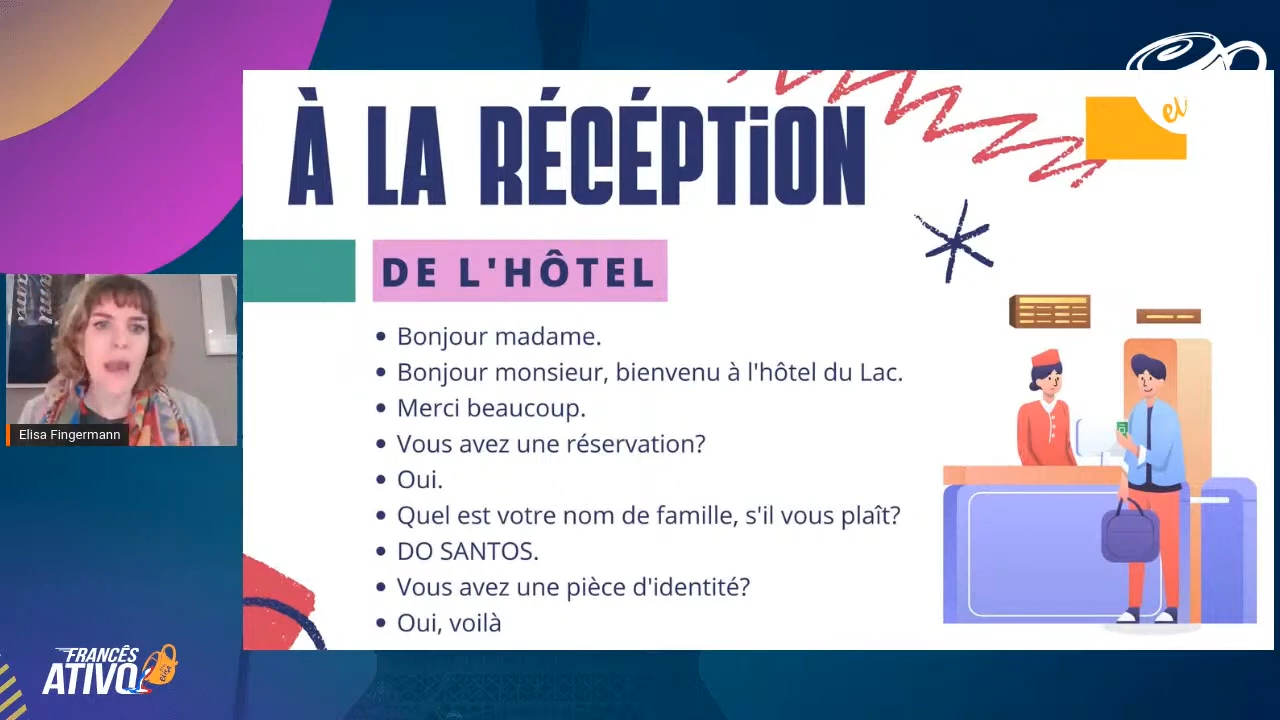 À LA RÉCÉPTiON
DE L'HÔTEL
Bonjour madame.
Bonjour monsieur, bienvenu à l'hôtel du Lac.
Merci beaucoup.
Vous avez une réservation?
Oui.
Quel est votre nom de famille, s'il vous plaît?
DO SANTOS.
Vous avez une pièce d'identité?
Oui, voilà
Elisa Fingermann
FRANCÊS
ATIVO